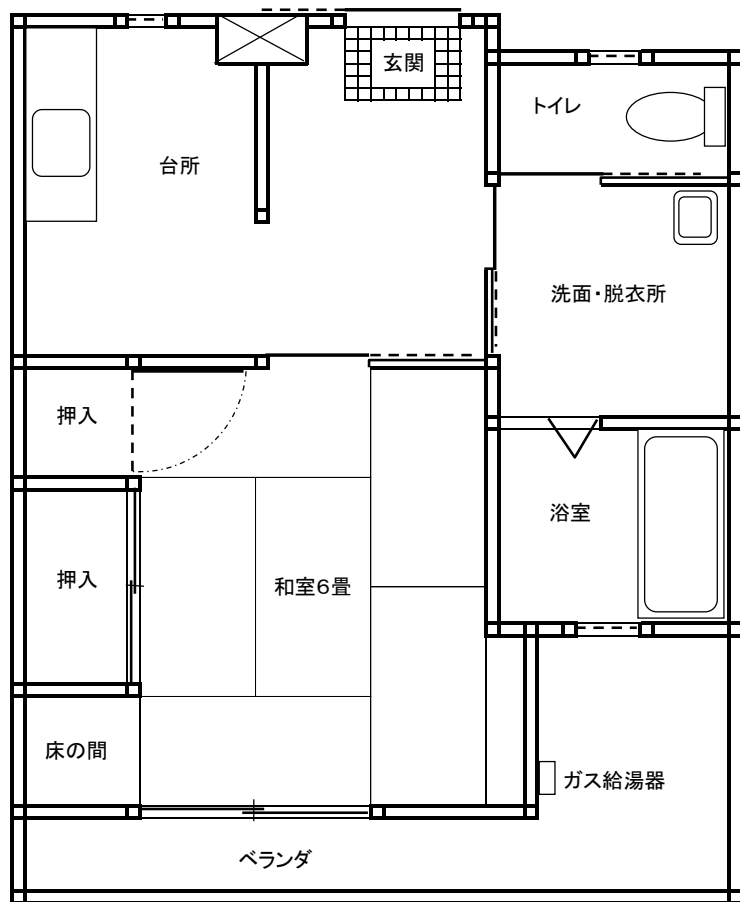 玄関
トイレ
台所
洗面・脱衣所
押入
浴室
押入
和室6畳
床の間
ガス給湯器
ベランダ